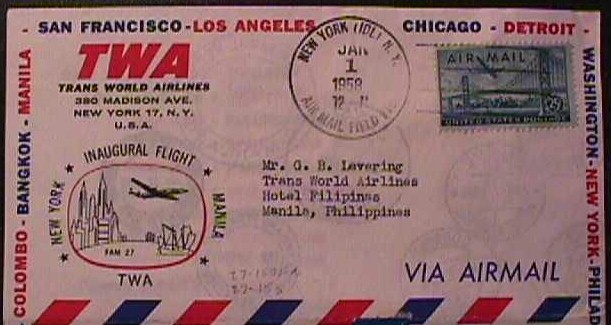 - SAN FRANCISCO-LOS ANGELES CHICAGO - DETROIT -
COLOMBO - BANGKOK - MANILA
WASHINGTON-NEW YORK-PHILAD
TWA
TRANS WORLD AIRLINES
380 MADISON AVE.
NEW YORK 17, N.Y.
U.S.A.
NEW YORK (IDL) N.Y.
JAN
1
1958
AIR MAIL FIELD
AIR MAIL
25¢
UNITED STATES POSTAGE
INAUGURAL FLIGHT
NEW YORK
MANILA
FAM 27
TWA
Mr. G. B. Levering
Trans World Airlines
Hotel Filipinas
Manila, Philippines
VIA AIRMAIL